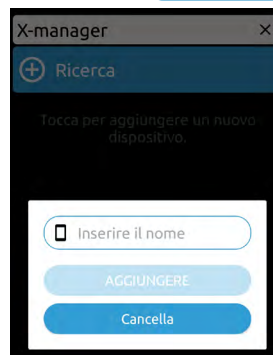 X-manager ×
Ricerca
Tocca per aggiungere un nuovo
dispositivo.
Inserire il nome
AGGIUNGERE
Cancella